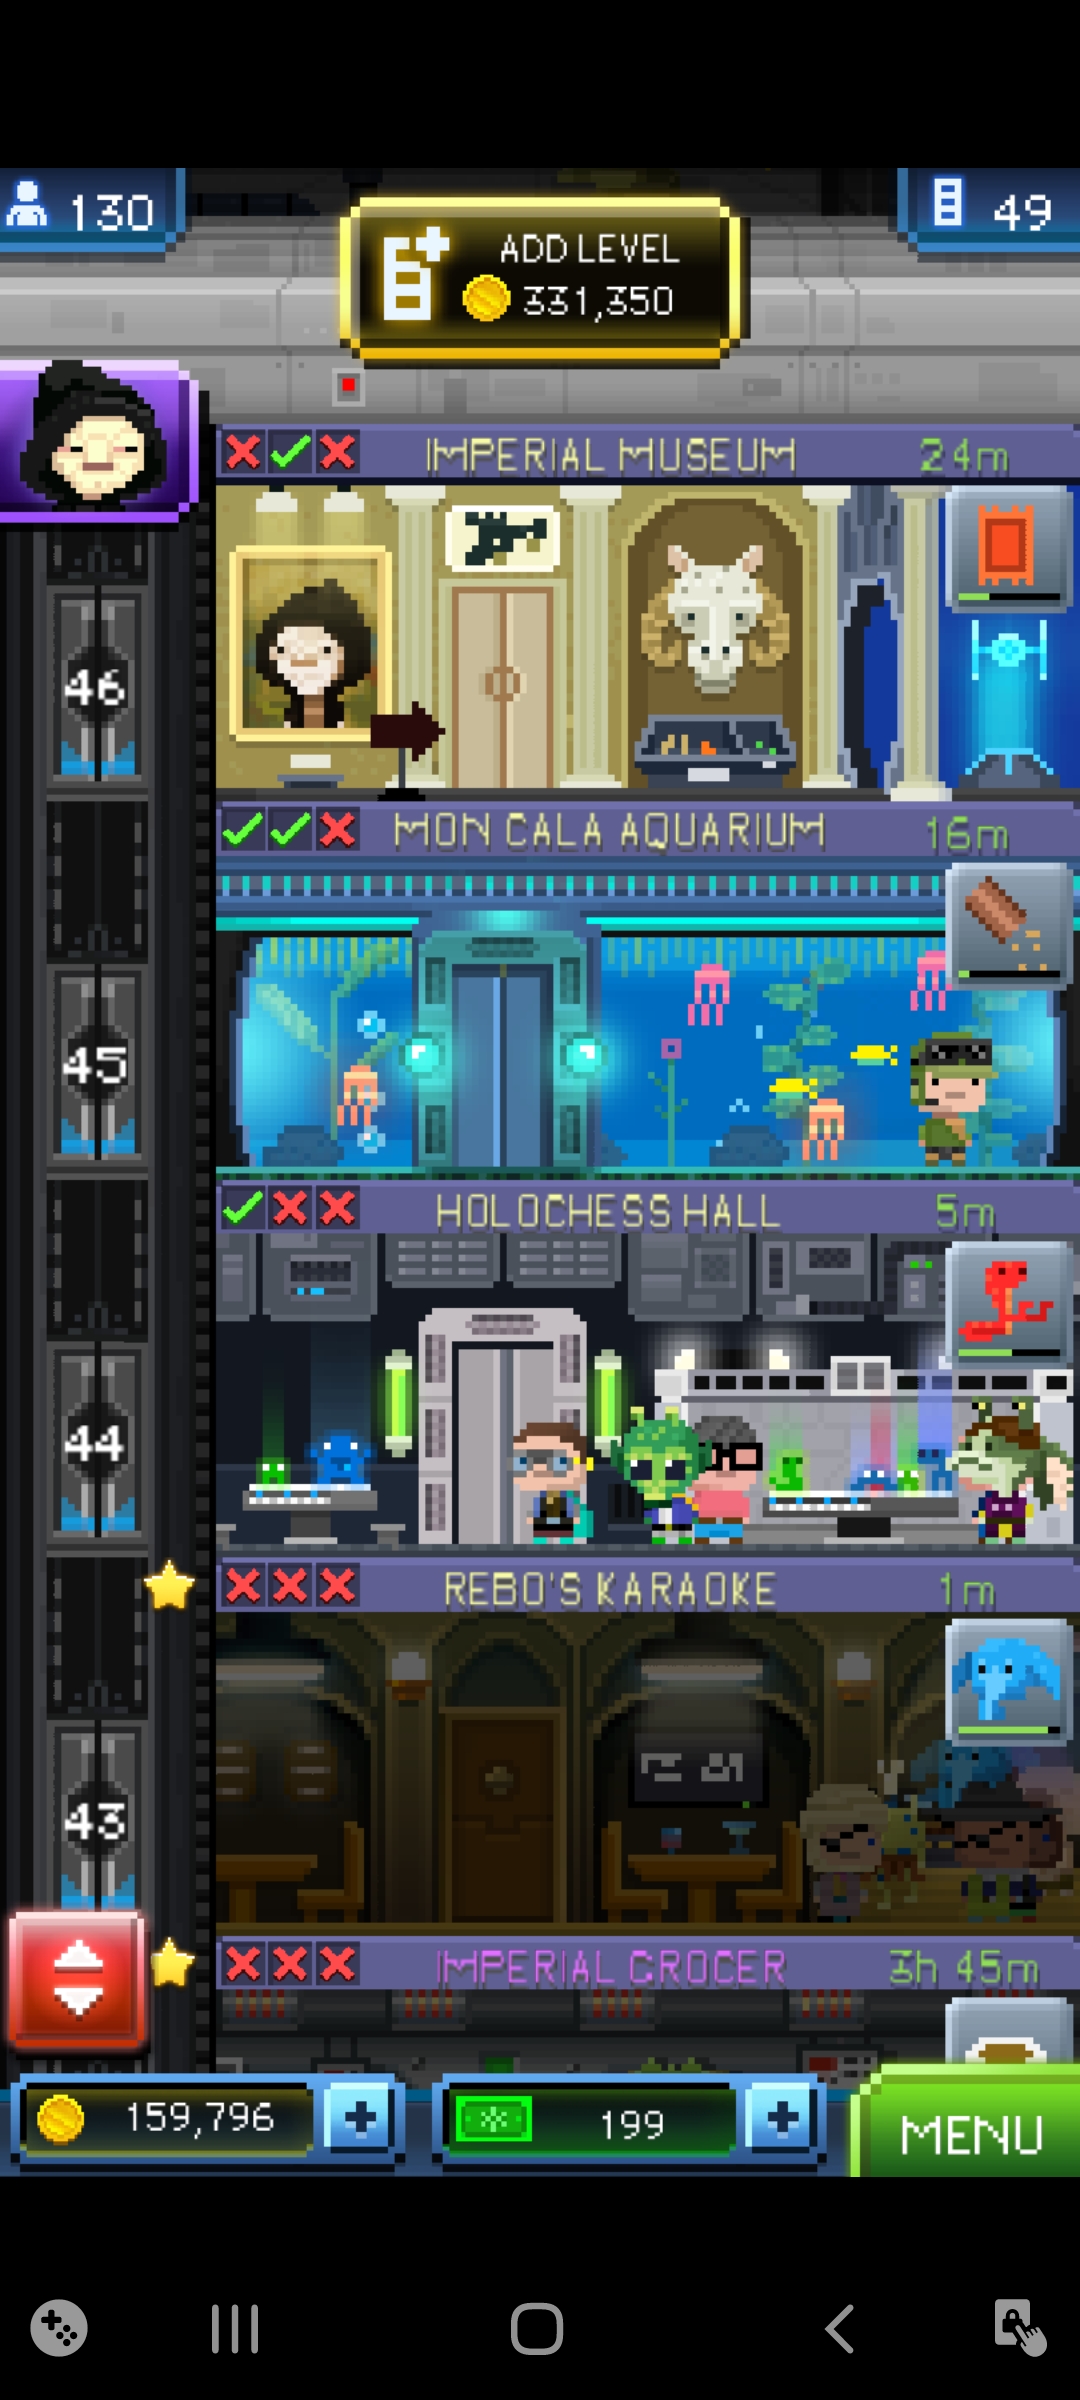 130
ADD LEVEL
331,350
49
IMPERIAL MUSEUM 24m
46
MON CALA AQUARIUM 16m
45
HOLOCHESS HALL 5m
44
REBO'S KARAOKE 1m
43
IMPERIAL GROCER 3h 45m
159,796
199
MENU